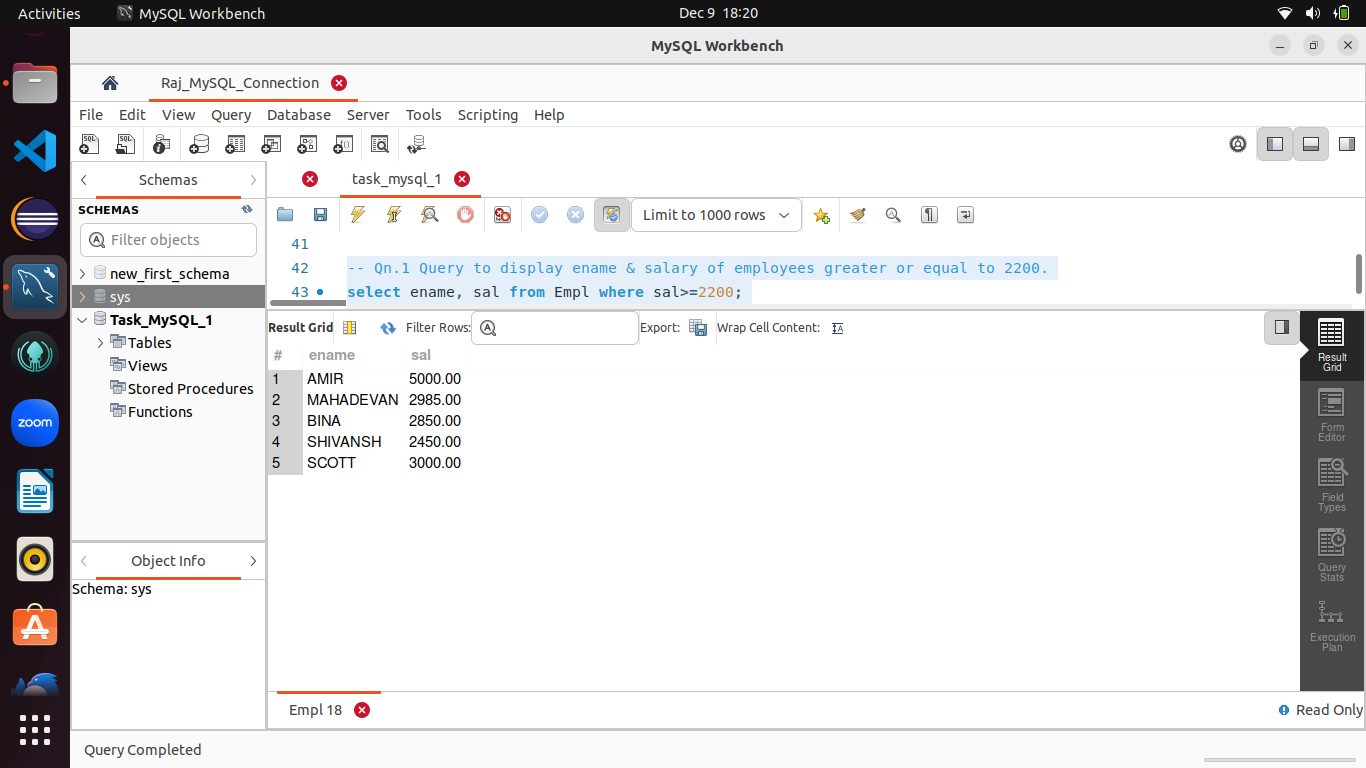 Activities MySQL Workbench Dec 9 18:20
MySQL Workbench
Raj_MySQL_Connection
File Edit View Query Database Server Tools Scripting Help
Schemas
task_mysql_1
SCHEMAS
Filter objects
new_first_schema
sys
Task_MySQL_1
Tables
Views
Stored Procedures
Functions
Limit to 1000 rows
41
42 -- Qn.1 Query to display ename & salary of employees greater or equal to 2200.
43 select ename, sal from Empl where sal>=2200;
Result Grid Filter Rows: Export: Wrap Cell Content:
# ename sal
1 AMIR 5000.00
2 MAHADEVAN 2985.00
3 BINA 2850.00
4 SHIVANSH 2450.00
5 SCOTT 3000.00
Result
Grid
Form
Editor
Field
Types
Query
Stats
Execution
Plan
zoom
Object Info
Schema: sys
Empl 18
Read Only
Query Completed